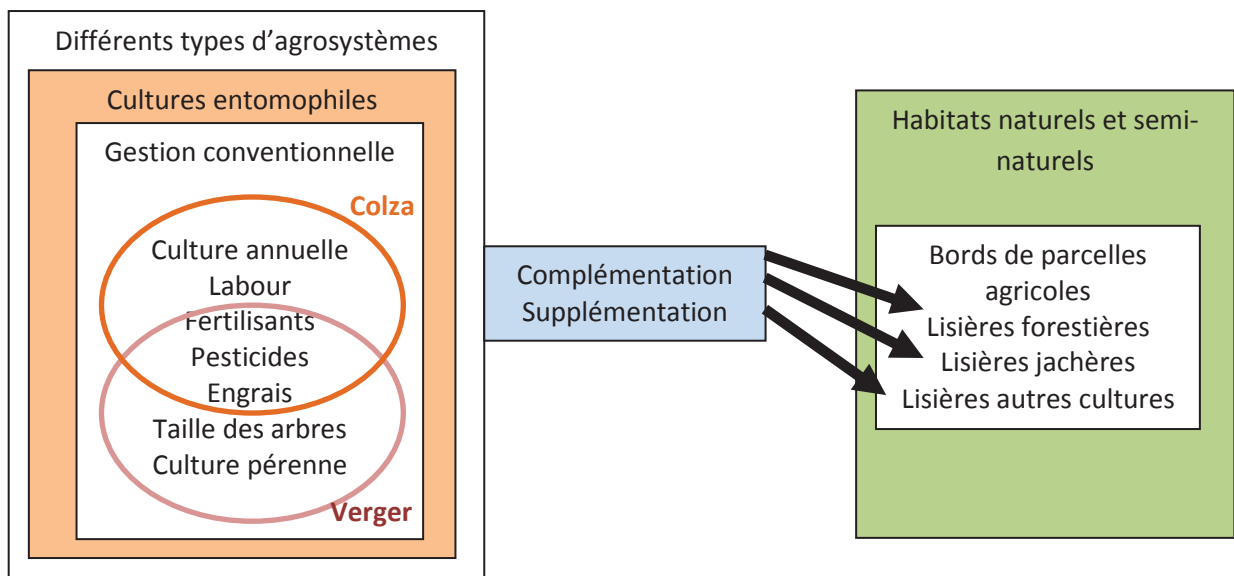 Différents types d’agrosystèmes
Cultures entomophiles
Gestion conventionnelle
Colza
Culture annuelle
Labour
Fertilisants
Pesticides
Engrais
Taille des arbres
Culture pérenne
Verger
Complémentation
Supplémentation
Habitats naturels et semi-
naturels
Bords de parcelles
agricoles
Lisières forestières
Lisières jachères
Lisières autres cultures